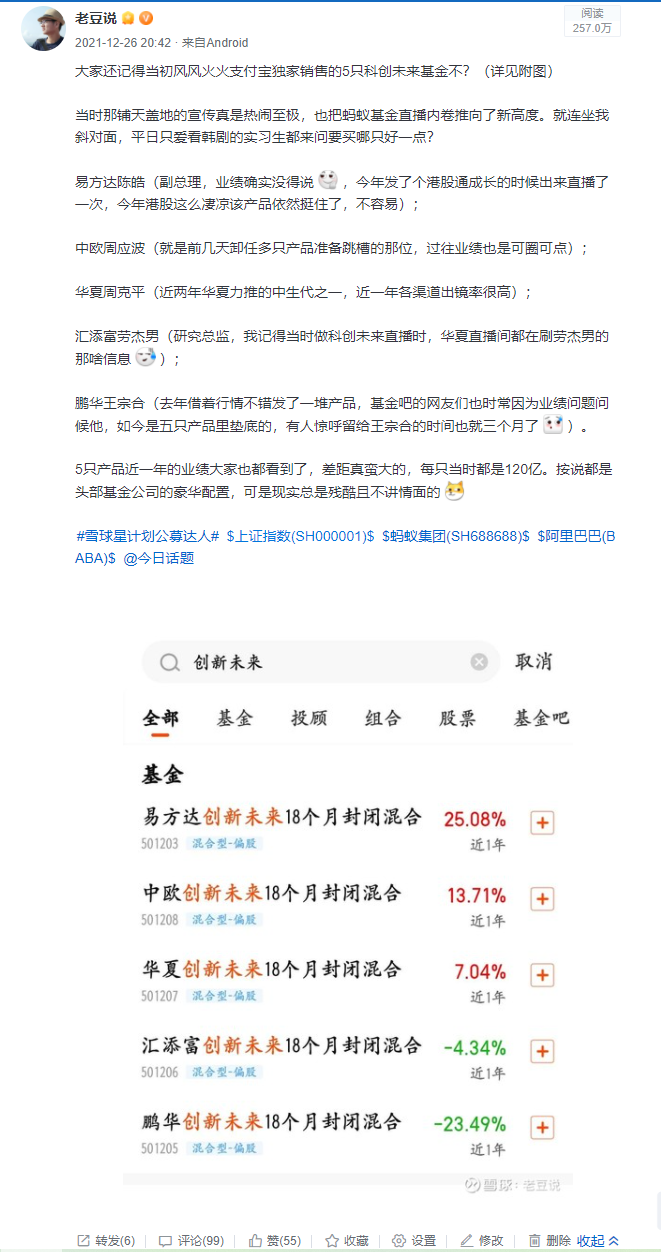 老豆说
阅读
257.0万
2021-12-26 20:42 · 来自Android
大家还记得当初风风火火支付宝独家销售的5只科创未来基金不？（详见附图）
当时那铺天盖地的宣传真是热闹至极，也把蚂蚁基金直播内卷推向了新高度。就连坐我
斜对面，平日只爱看韩剧的实习生都来问要买哪只好一点？
易方达陈皓（副总理，业绩确实没得说，今年发了个港股通成长的时候出来直播了
一次，今年港股这么凄凉该产品依然挺住了，不容易）；
中欧周应波（就是前几天卸任多只产品准备跳槽的那位，过往业绩也是可圈可点）；
华夏周克平（近两年华夏力推的中生代之一，近一年各渠道出镜率很高）；
汇添富劳杰男（研究总监，我记得当时做科创未来直播时，华夏直播间都在刷劳杰男的
那啥信息）；
鹏华王宗合（去年借着行情不错发了一堆产品，基金吧的网友们也时常因为业绩问题问
候他，如今是五只产品里垫底的，有人惊呼留给王宗合的时间也就三个月了）。
5只产品近一年的业绩大家也都看到了，差距真蛮大的，每只当时都是120亿。按说都是
头部基金公司的豪华配置，可是现实总是残酷且不讲情面的
#雪球星计划公募达人# $上证指数(SH000001)$ $蚂蚁集团(SH688688)$ $阿里巴巴(B
ABA)$ @今日话题
创新未来 取消
全部 基金 投顾 组合 股票 基金吧
基金
易方达创新未来18个月封闭混合 25.08%
501203 混合型-偏股 近1年
中欧创新未来18个月封闭混合 13.71%
501208 混合型-偏股 近1年
华夏创新未来18个月封闭混合 7.04%
501207 混合型-偏股 近1年
汇添富创新未来18个月封闭混合 -4.34%
501206 混合型-偏股 近1年
鹏华创新未来18个月封闭混合 -23.49%
501205 混合型-偏股 近1年
雪球：老豆说
转发(6) 评论(99) 赞(55) 收藏 设置 修改 删除 收起